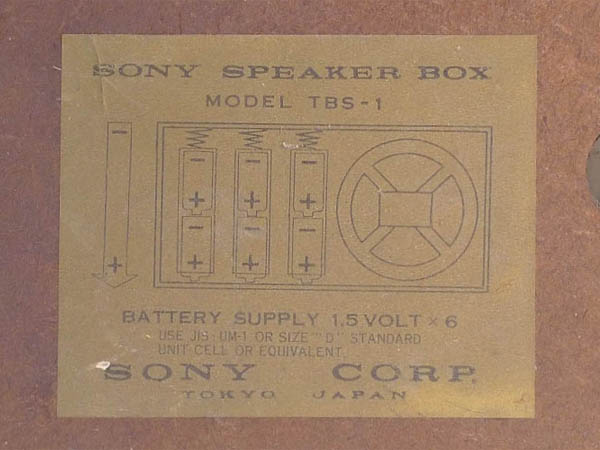 SONY SPEAKER BOX
MODEL TBS-1
BATTERY SUPPLY 1.5 VOLT × 6
USE JIS·UM-1 OR SIZE "D" STANDARD
UNIT CELL OR EQUIVALENT
SONY CORP.
TOKYO JAPAN